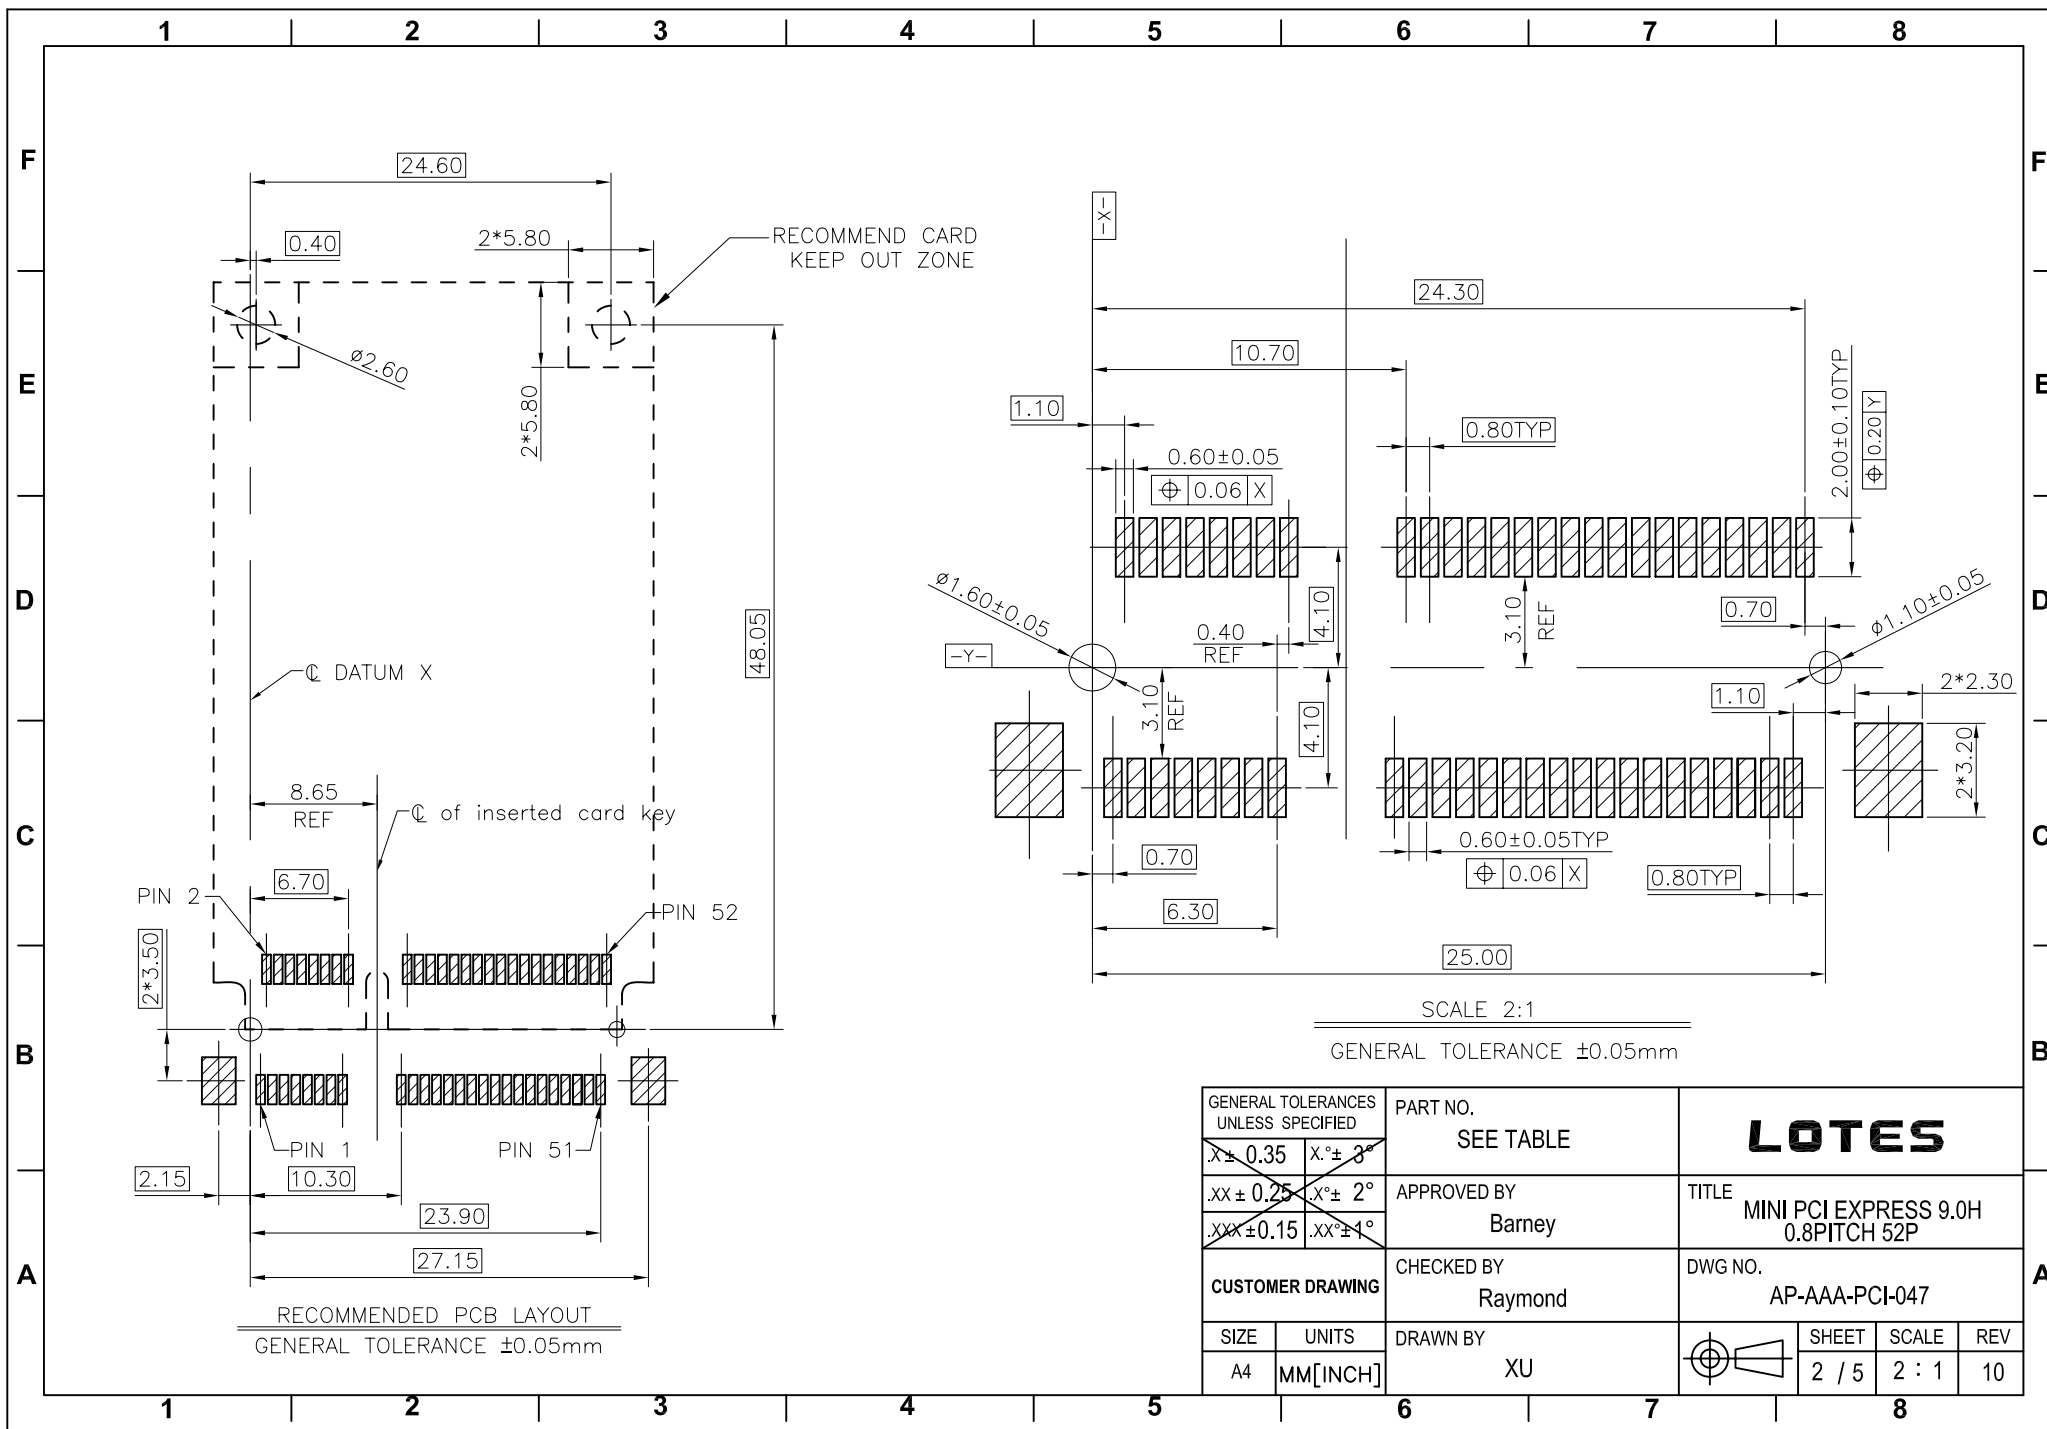 1 2 3 4 5 6 7 8
F
E
D
C
B
A
F
E
D
C
B
A
24.60
0.40
2*5.80
RECOMMEND CARD
KEEP OUT ZONE
ø2.60
2*5.80
48.05
℄ DATUM X
8.65
REF
℄ of inserted card key
6.70
PIN 2
PIN 52
2*3.50
PIN 1
PIN 51
2.15
10.30
23.90
27.15
RECOMMENDED PCB LAYOUT
GENERAL TOLERANCE ±0.05mm
-X-
24.30
10.70
1.10
0.80TYP
0.60±0.05
⌖ 0.06 X
2.00±0.10TYP
⌖ 0.20 Y
ø1.60±0.05
4.10
0.40
REF
3.10
REF
0.70
ø1.10±0.05
-Y-
3.10
REF
4.10
1.10
2*2.30
2*3.20
0.70
0.60±0.05TYP
⌖ 0.06 X
0.80TYP
6.30
25.00
SCALE 2:1
GENERAL TOLERANCE ±0.05mm
GENERAL TOLERANCES
UNLESS SPECIFIED
.X± 0.35 X.°± 3°
.XX ± 0.25 .X°± 2°
.XXX ±0.15 .XX°±1°
CUSTOMER DRAWING
SIZE UNITS
A4 MM[INCH]
PART NO.
SEE TABLE
APPROVED BY
Barney
CHECKED BY
Raymond
DRAWN BY
XU
LOTES
TITLE
MINI PCI EXPRESS 9.0H
0.8PITCH 52P
DWG NO.
AP-AAA-PCI-047
SHEET SCALE REV
2 / 5 2 : 1 10
1 2 3 4 5 6 7 8